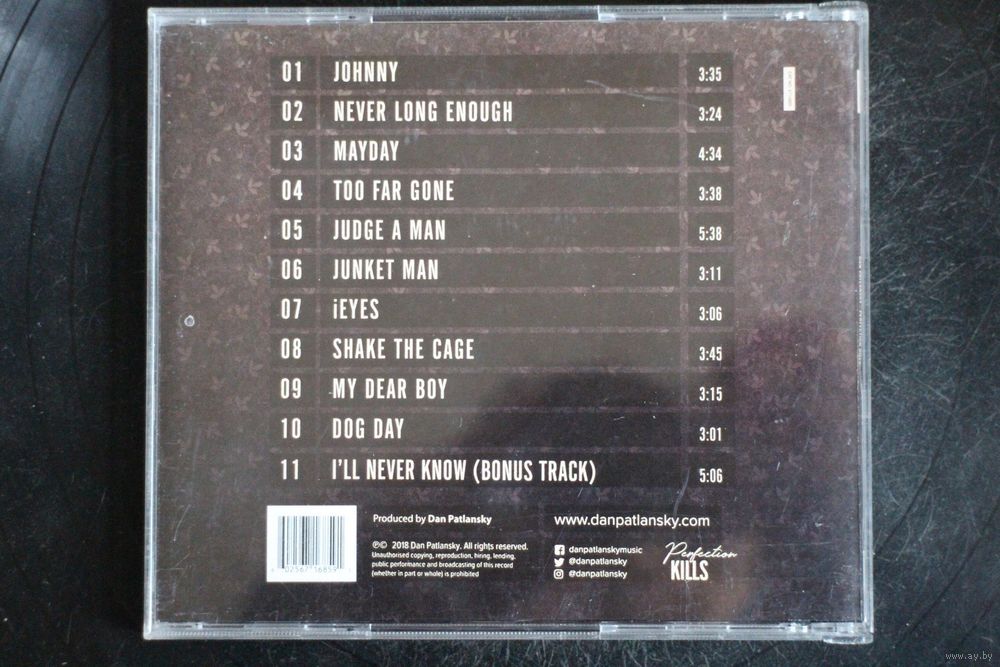 01 JOHNNY 3:35
02 NEVER LONG ENOUGH 3:24
03 MAYDAY 4:34
04 TOO FAR GONE 3:38
05 JUDGE A MAN 5:38
06 JUNKET MAN 3:11
07 iEYES 3:06
08 SHAKE THE CAGE 3:45
09 MY DEAR BOY 3:15
10 DOG DAY 3:01
11 I'LL NEVER KNOW (BONUS TRACK) 5:06
Produced by Dan Patlansky
℗© 2018 Dan Patlansky. All rights reserved.
Unauthorised copying, reproduction, hiring, lending,
public performance and broadcasting of this record
(whether in part or whole) is prohibited
www.danpatlansky.com
danpatlanskymusic
@danpatlansky
@danpatlansky
Perfection
KILLS
www.ay.by